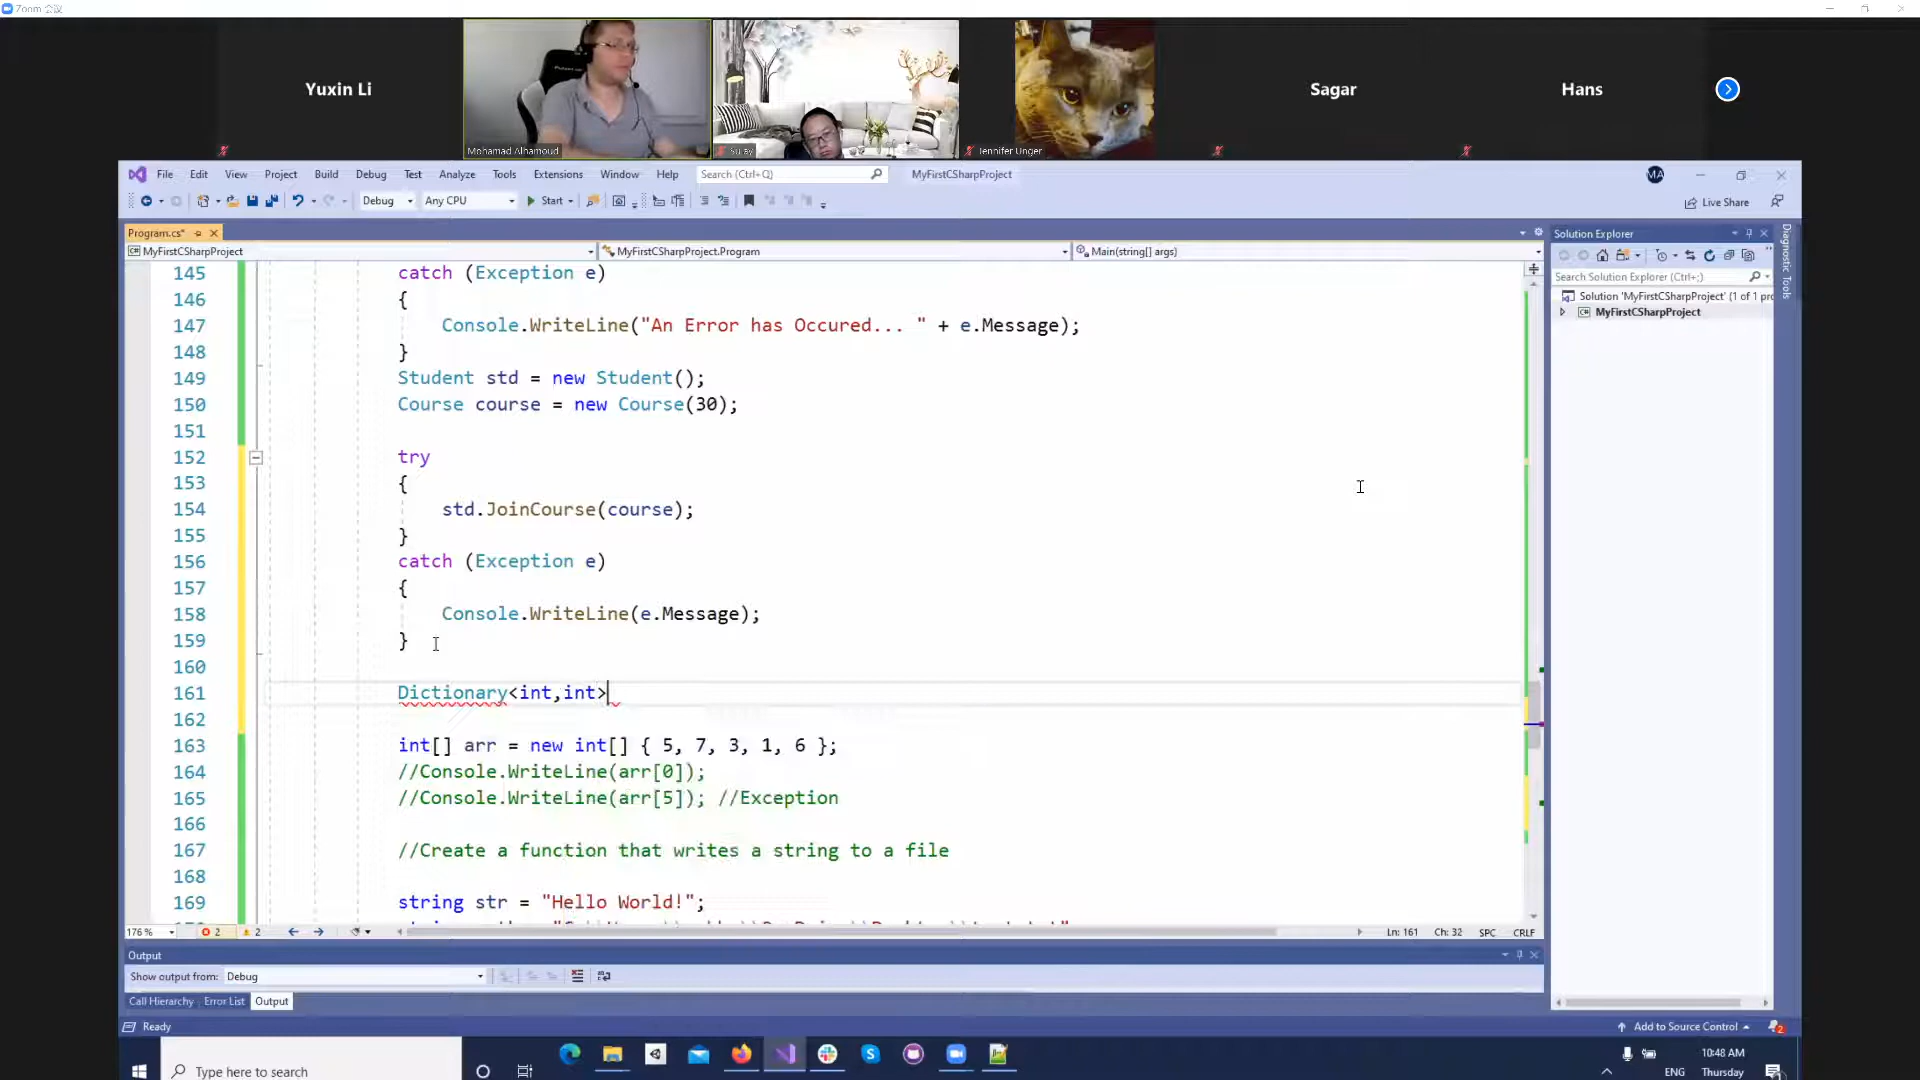 Zoom 会议
Yuxin Li
Mohamad Alhamoud
Jennifer Unger
Sagar
Hans
File Edit View Project Build Debug Test Analyze Tools Extensions Window Help Search (Ctrl+Q) MyFirstCSharpProject MA
Debug Any CPU Start Live Share
Program.cs* Solution Explorer
MyFirstCSharpProject MyFirstCSharpProject.Program Main(string[] args)
Search Solution Explorer (Ctrl+;)
Solution 'MyFirstCSharpProject' (1 of 1 pro
MyFirstCSharpProject
Diagnostic Tools
145 catch (Exception e)
146 {
147 Console.WriteLine("An Error has Occured... " + e.Message);
148 }
149 Student std = new Student();
150 Course course = new Course(30);
151
152 try
153 {
154 std.JoinCourse(course);
155 }
156 catch (Exception e)
157 {
158 Console.WriteLine(e.Message);
159 }
160
161 Dictionary<int,int>
162
163 int[] arr = new int[] { 5, 7, 3, 1, 6 };
164 //Console.WriteLine(arr[0]);
165 //Console.WriteLine(arr[5]); //Exception
166
167 //Create a function that writes a string to a file
168
169 string str = "Hello World!";
176 % 2 2 Ln: 161 Ch: 32 SPC CRLF
Output
Show output from: Debug
Call Hierarchy Error List Output
Ready Add to Source Control 2
Type here to search
10:48 AM
ENG Thursday